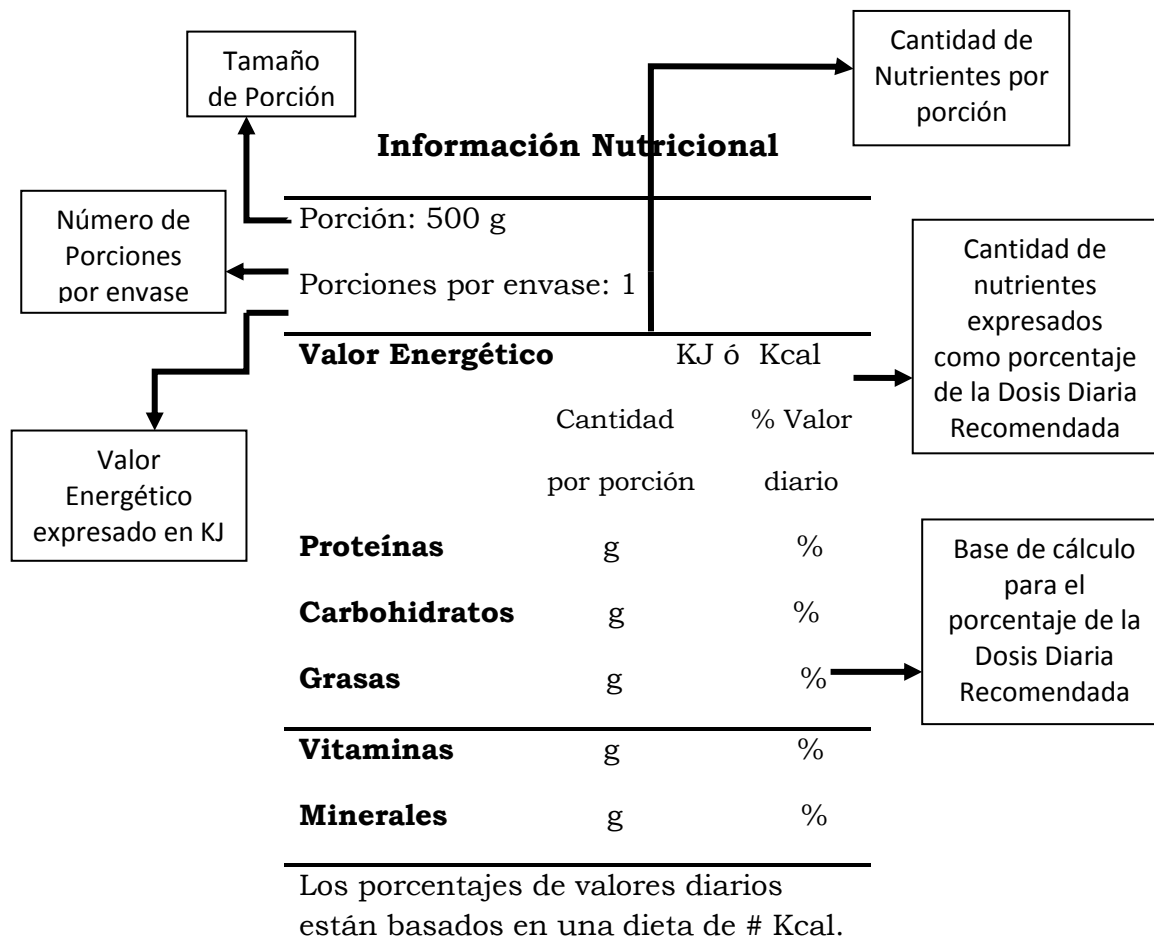 Tamaño
de Porción
Cantidad de
Nutrientes por
porción
Información Nutricional
Número de
Porciones
por envase
Porción: 500 g
Porciones por envase: 1
Cantidad de
nutrientes
expresados
como porcentaje
de la Dosis Diaria
Recomendada
Valor Energético KJ ó Kcal
Valor
Energético
expresado en KJ
Cantidad % Valor
por porción diario
Proteínas g %
Carbohidratos g %
Grasas g %
Base de cálculo
para el
porcentaje de la
Dosis Diaria
Recomendada
Vitaminas g %
Minerales g %
Los porcentajes de valores diarios
están basados en una dieta de # Kcal.